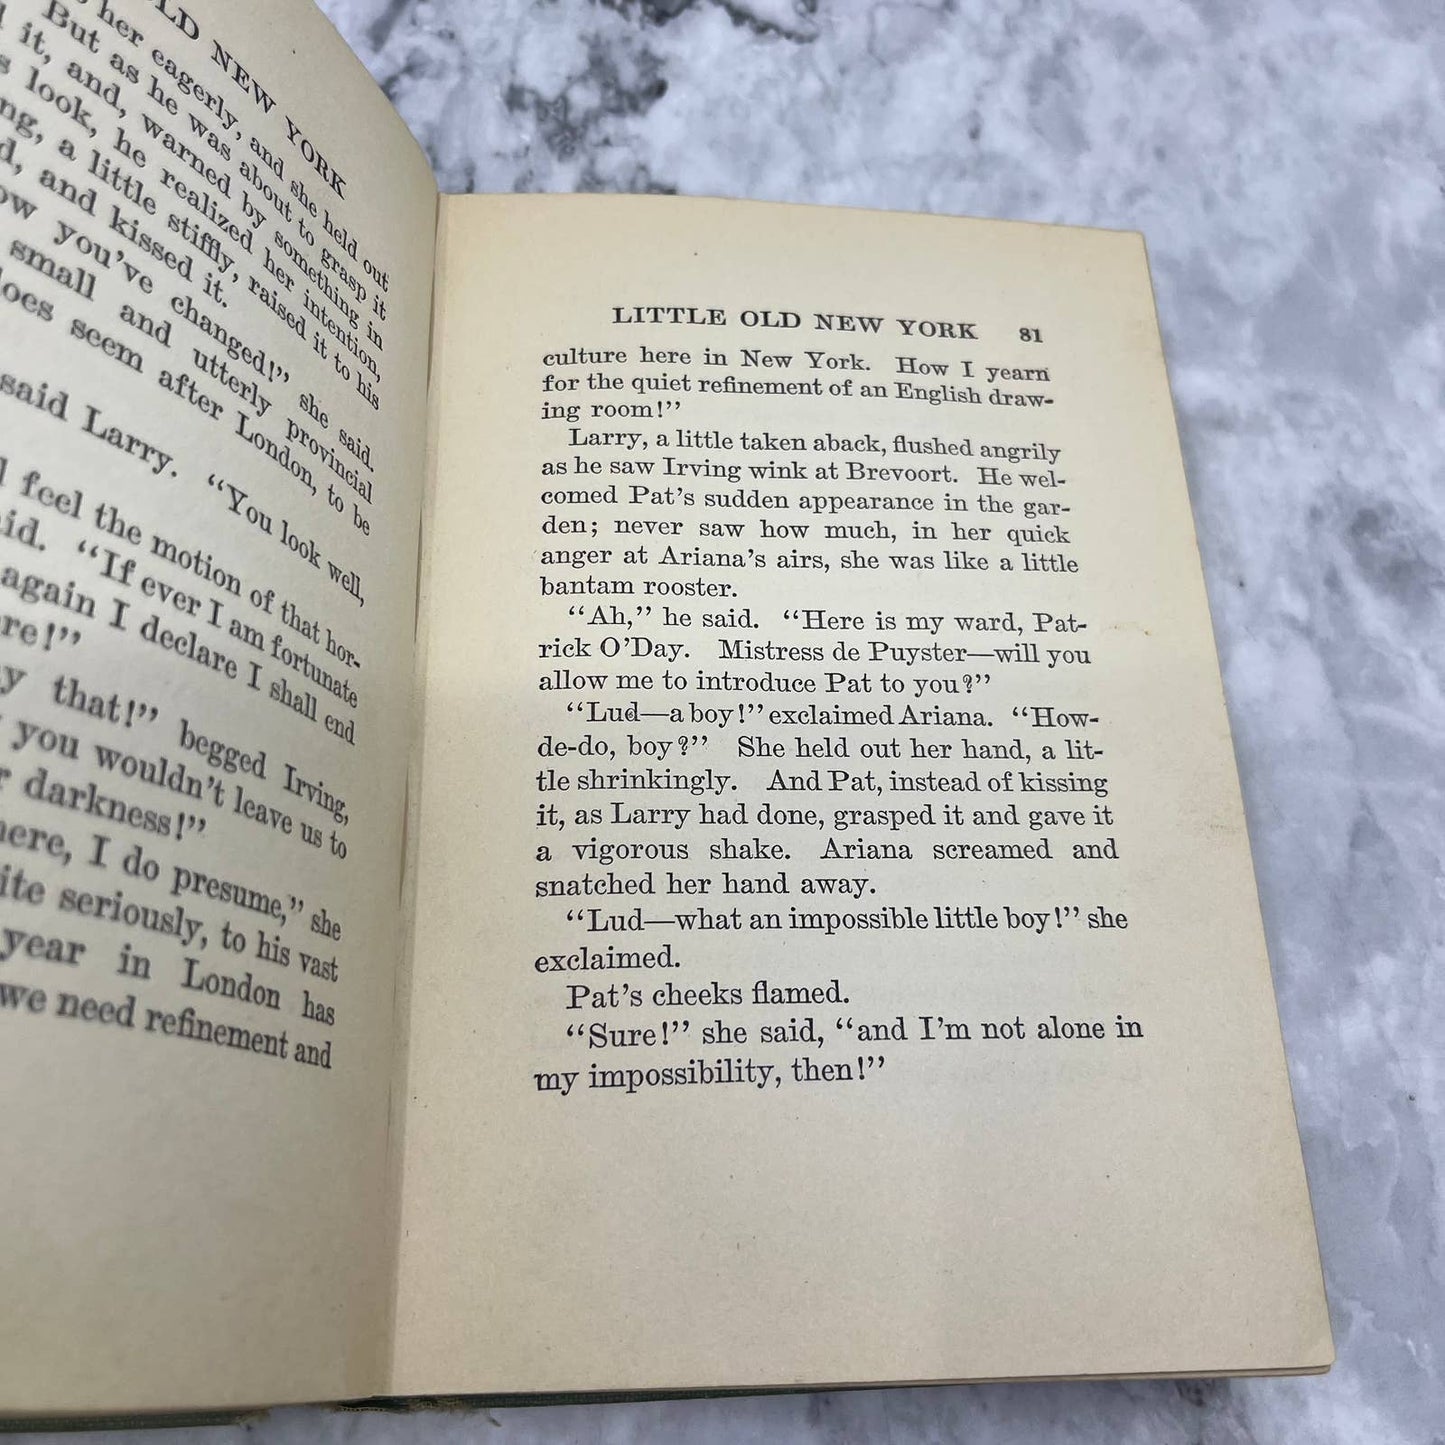 OLD NEW YORK
her eagerly, and she held out
But as he was about to grasp it
it, and, warned by something in
look, he realized her intention,
a little stiffly, raised it to his
and kissed it.
you've changed!" she said.
small and utterly provincial
does seem after London, to be
said Larry. "You look well,
feel the motion of that hor-
"If ever I am fortunate
again I declare I shall end
that!" begged Irving,
you wouldn't leave us to
darkness!"
I do presume," she
seriously, to his vast
year in London has
we need refinement and
LITTLE OLD NEW YORK 81
culture here in New York. How I yearn
for the quiet refinement of an English draw-
ing room!"
Larry, a little taken aback, flushed angrily
as he saw Irving wink at Brevoort. He wel-
comed Pat's sudden appearance in the gar-
den; never saw how much, in her quick
anger at Ariana's airs, she was like a little
bantam rooster.
"Ah," he said. "Here is my ward, Pat-
rick O'Day. Mistress de Puyster—will you
allow me to introduce Pat to you?"
"Lud—a boy!" exclaimed Ariana. "How-
de-do, boy?" She held out her hand, a lit-
tle shrinkingly. And Pat, instead of kissing
it, as Larry had done, grasped it and gave it
a vigorous shake. Ariana screamed and
snatched her hand away.
"Lud—what an impossible little boy!" she
exclaimed.
Pat's cheeks flamed.
"Sure!" she said, "and I'm not alone in
my impossibility, then!"